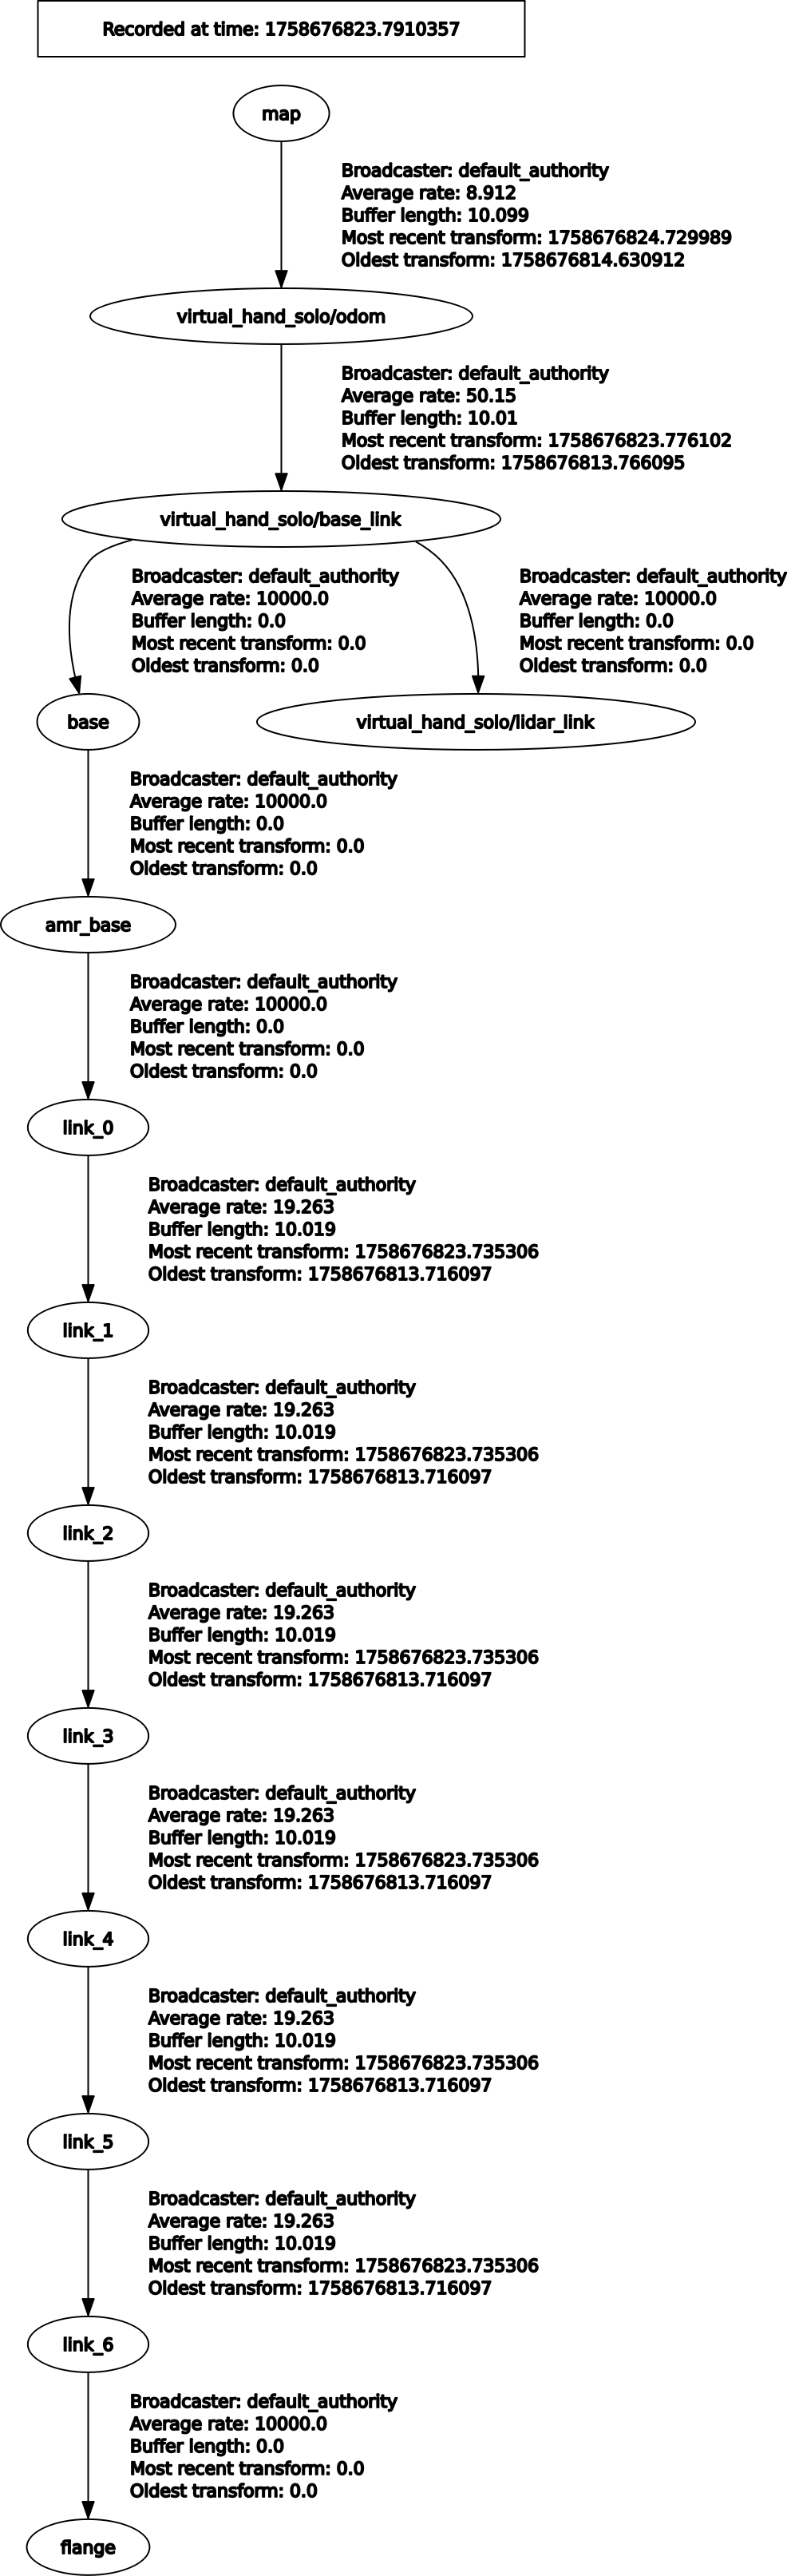 Recorded at time: 1758676823.7910357
map
Broadcaster: default_authority
Average rate: 8.912
Buffer length: 10.099
Most recent transform: 1758676824.729989
Oldest transform: 1758676814.630912
virtual_hand_solo/odom
Broadcaster: default_authority
Average rate: 50.15
Buffer length: 10.01
Most recent transform: 1758676823.776102
Oldest transform: 1758676813.766095
virtual_hand_solo/base_link
Broadcaster: default_authority
Average rate: 10000.0
Buffer length: 0.0
Most recent transform: 0.0
Oldest transform: 0.0
Broadcaster: default_authority
Average rate: 10000.0
Buffer length: 0.0
Most recent transform: 0.0
Oldest transform: 0.0
base
virtual_hand_solo/lidar_link
Broadcaster: default_authority
Average rate: 10000.0
Buffer length: 0.0
Most recent transform: 0.0
Oldest transform: 0.0
amr_base
Broadcaster: default_authority
Average rate: 10000.0
Buffer length: 0.0
Most recent transform: 0.0
Oldest transform: 0.0
link_0
Broadcaster: default_authority
Average rate: 19.263
Buffer length: 10.019
Most recent transform: 1758676823.735306
Oldest transform: 1758676813.716097
link_1
Broadcaster: default_authority
Average rate: 19.263
Buffer length: 10.019
Most recent transform: 1758676823.735306
Oldest transform: 1758676813.716097
link_2
Broadcaster: default_authority
Average rate: 19.263
Buffer length: 10.019
Most recent transform: 1758676823.735306
Oldest transform: 1758676813.716097
link_3
Broadcaster: default_authority
Average rate: 19.263
Buffer length: 10.019
Most recent transform: 1758676823.735306
Oldest transform: 1758676813.716097
link_4
Broadcaster: default_authority
Average rate: 19.263
Buffer length: 10.019
Most recent transform: 1758676823.735306
Oldest transform: 1758676813.716097
link_5
Broadcaster: default_authority
Average rate: 19.263
Buffer length: 10.019
Most recent transform: 1758676823.735306
Oldest transform: 1758676813.716097
link_6
Broadcaster: default_authority
Average rate: 10000.0
Buffer length: 0.0
Most recent transform: 0.0
Oldest transform: 0.0
flange